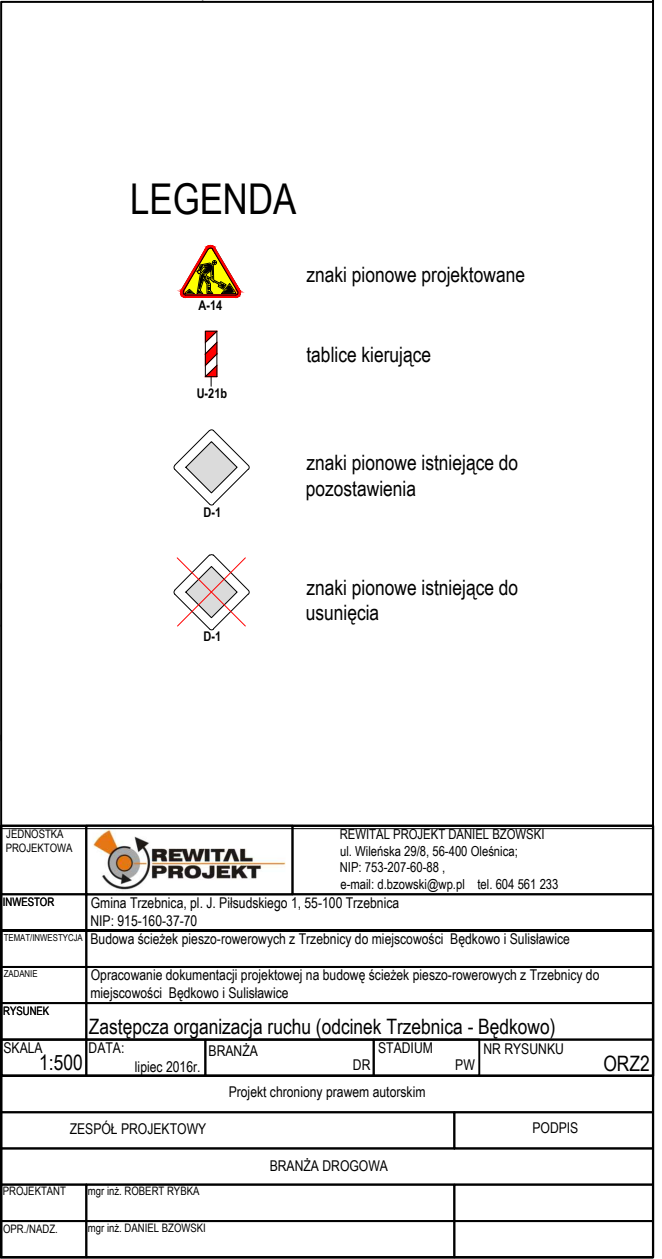 LEGENDA
A-14
znaki pionowe projektowane
U-21b
tablice kierujące
D-1
znaki pionowe istniejące do
pozostawienia
D-1
znaki pionowe istniejące do
usunięcia
JEDNOSTKA
PROJEKTOWA
REWITAL
PROJEKT
REWITAL PROJEKT DANIEL BZOWSKI
ul. Wileńska 29/8, 56-400 Oleśnica;
NIP: 753-207-60-88 ,
e-mail: d.bzowski@wp.pl tel. 604 561 233
INWESTOR
Gmina Trzebnica, pl. J. Piłsudskiego 1, 55-100 Trzebnica
NIP: 915-160-37-70
TEMAT/INWESTYCJA
Budowa ścieżek pieszo-rowerowych z Trzebnicy do miejscowości Będkowo i Sulisławice
ZADANIE
Opracowanie dokumentacji projektowej na budowę ścieżek pieszo-rowerowych z Trzebnicy do
miejscowości Będkowo i Sulisławice
RYSUNEK
Zastępcza organizacja ruchu (odcinek Trzebnica - Będkowo)
SKALA
1:500
DATA:
lipiec 2016r.
BRANŻA
DR
STADIUM
PW
NR RYSUNKU
ORZ2
Projekt chroniony prawem autorskim
ZESPÓŁ PROJEKTOWY
PODPIS
BRANŻA DROGOWA
PROJEKTANT
mgr inż. ROBERT RYBKA
OPR./NADZ.
mgr inż. DANIEL BZOWSKI